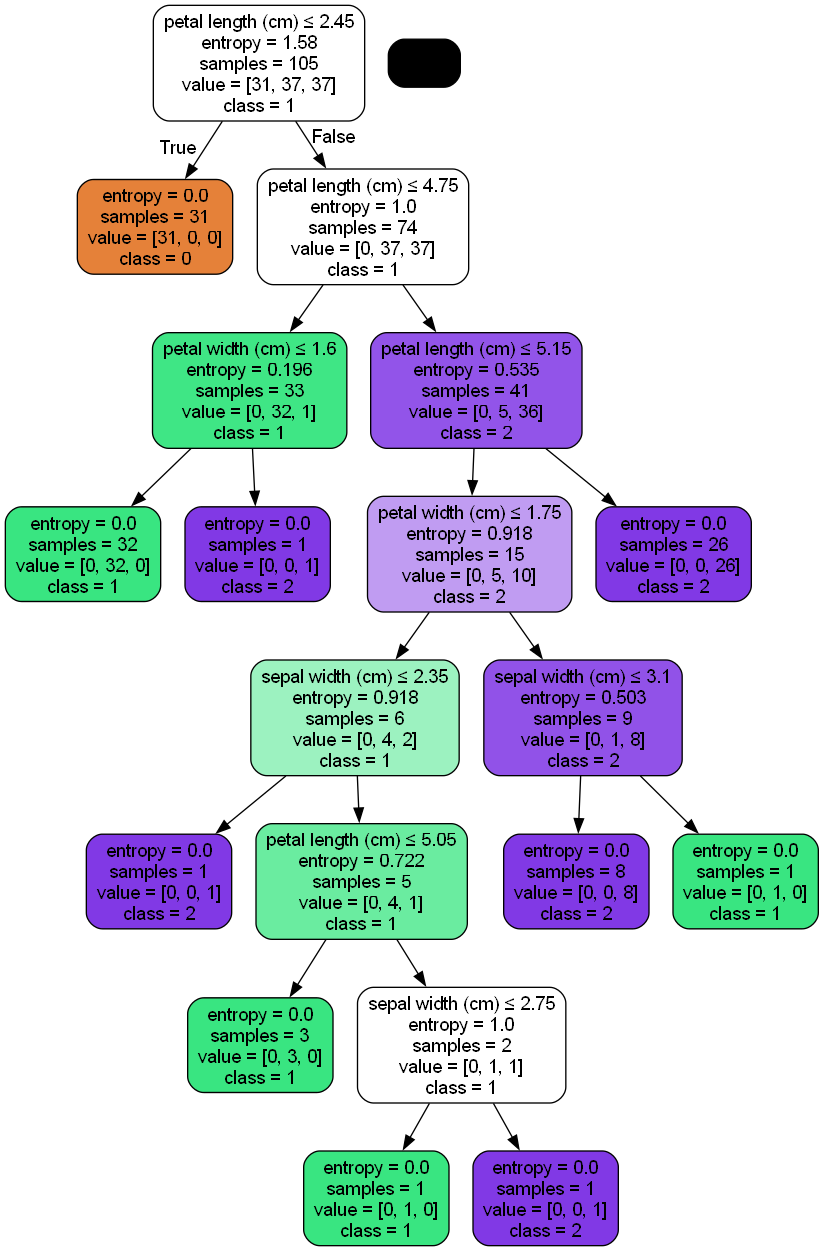 petal length (cm) ≤ 2.45
entropy = 1.58
samples = 105
value = [31, 37, 37]
class = 1
True
False
entropy = 0.0
samples = 31
value = [31, 0, 0]
class = 0
petal length (cm) ≤ 4.75
entropy = 1.0
samples = 74
value = [0, 37, 37]
class = 1
petal width (cm) ≤ 1.6
entropy = 0.196
samples = 33
value = [0, 32, 1]
class = 1
petal length (cm) ≤ 5.15
entropy = 0.535
samples = 41
value = [0, 5, 36]
class = 2
entropy = 0.0
samples = 32
value = [0, 32, 0]
class = 1
entropy = 0.0
samples = 1
value = [0, 0, 1]
class = 2
petal width (cm) ≤ 1.75
entropy = 0.918
samples = 15
value = [0, 5, 10]
class = 2
entropy = 0.0
samples = 26
value = [0, 0, 26]
class = 2
sepal width (cm) ≤ 2.35
entropy = 0.918
samples = 6
value = [0, 4, 2]
class = 1
sepal width (cm) ≤ 3.1
entropy = 0.503
samples = 9
value = [0, 1, 8]
class = 2
entropy = 0.0
samples = 1
value = [0, 0, 1]
class = 2
petal length (cm) ≤ 5.05
entropy = 0.722
samples = 5
value = [0, 4, 1]
class = 1
entropy = 0.0
samples = 8
value = [0, 0, 8]
class = 2
entropy = 0.0
samples = 1
value = [0, 1, 0]
class = 1
entropy = 0.0
samples = 3
value = [0, 3, 0]
class = 1
sepal width (cm) ≤ 2.75
entropy = 1.0
samples = 2
value = [0, 1, 1]
class = 1
entropy = 0.0
samples = 1
value = [0, 1, 0]
class = 1
entropy = 0.0
samples = 1
value = [0, 0, 1]
class = 2